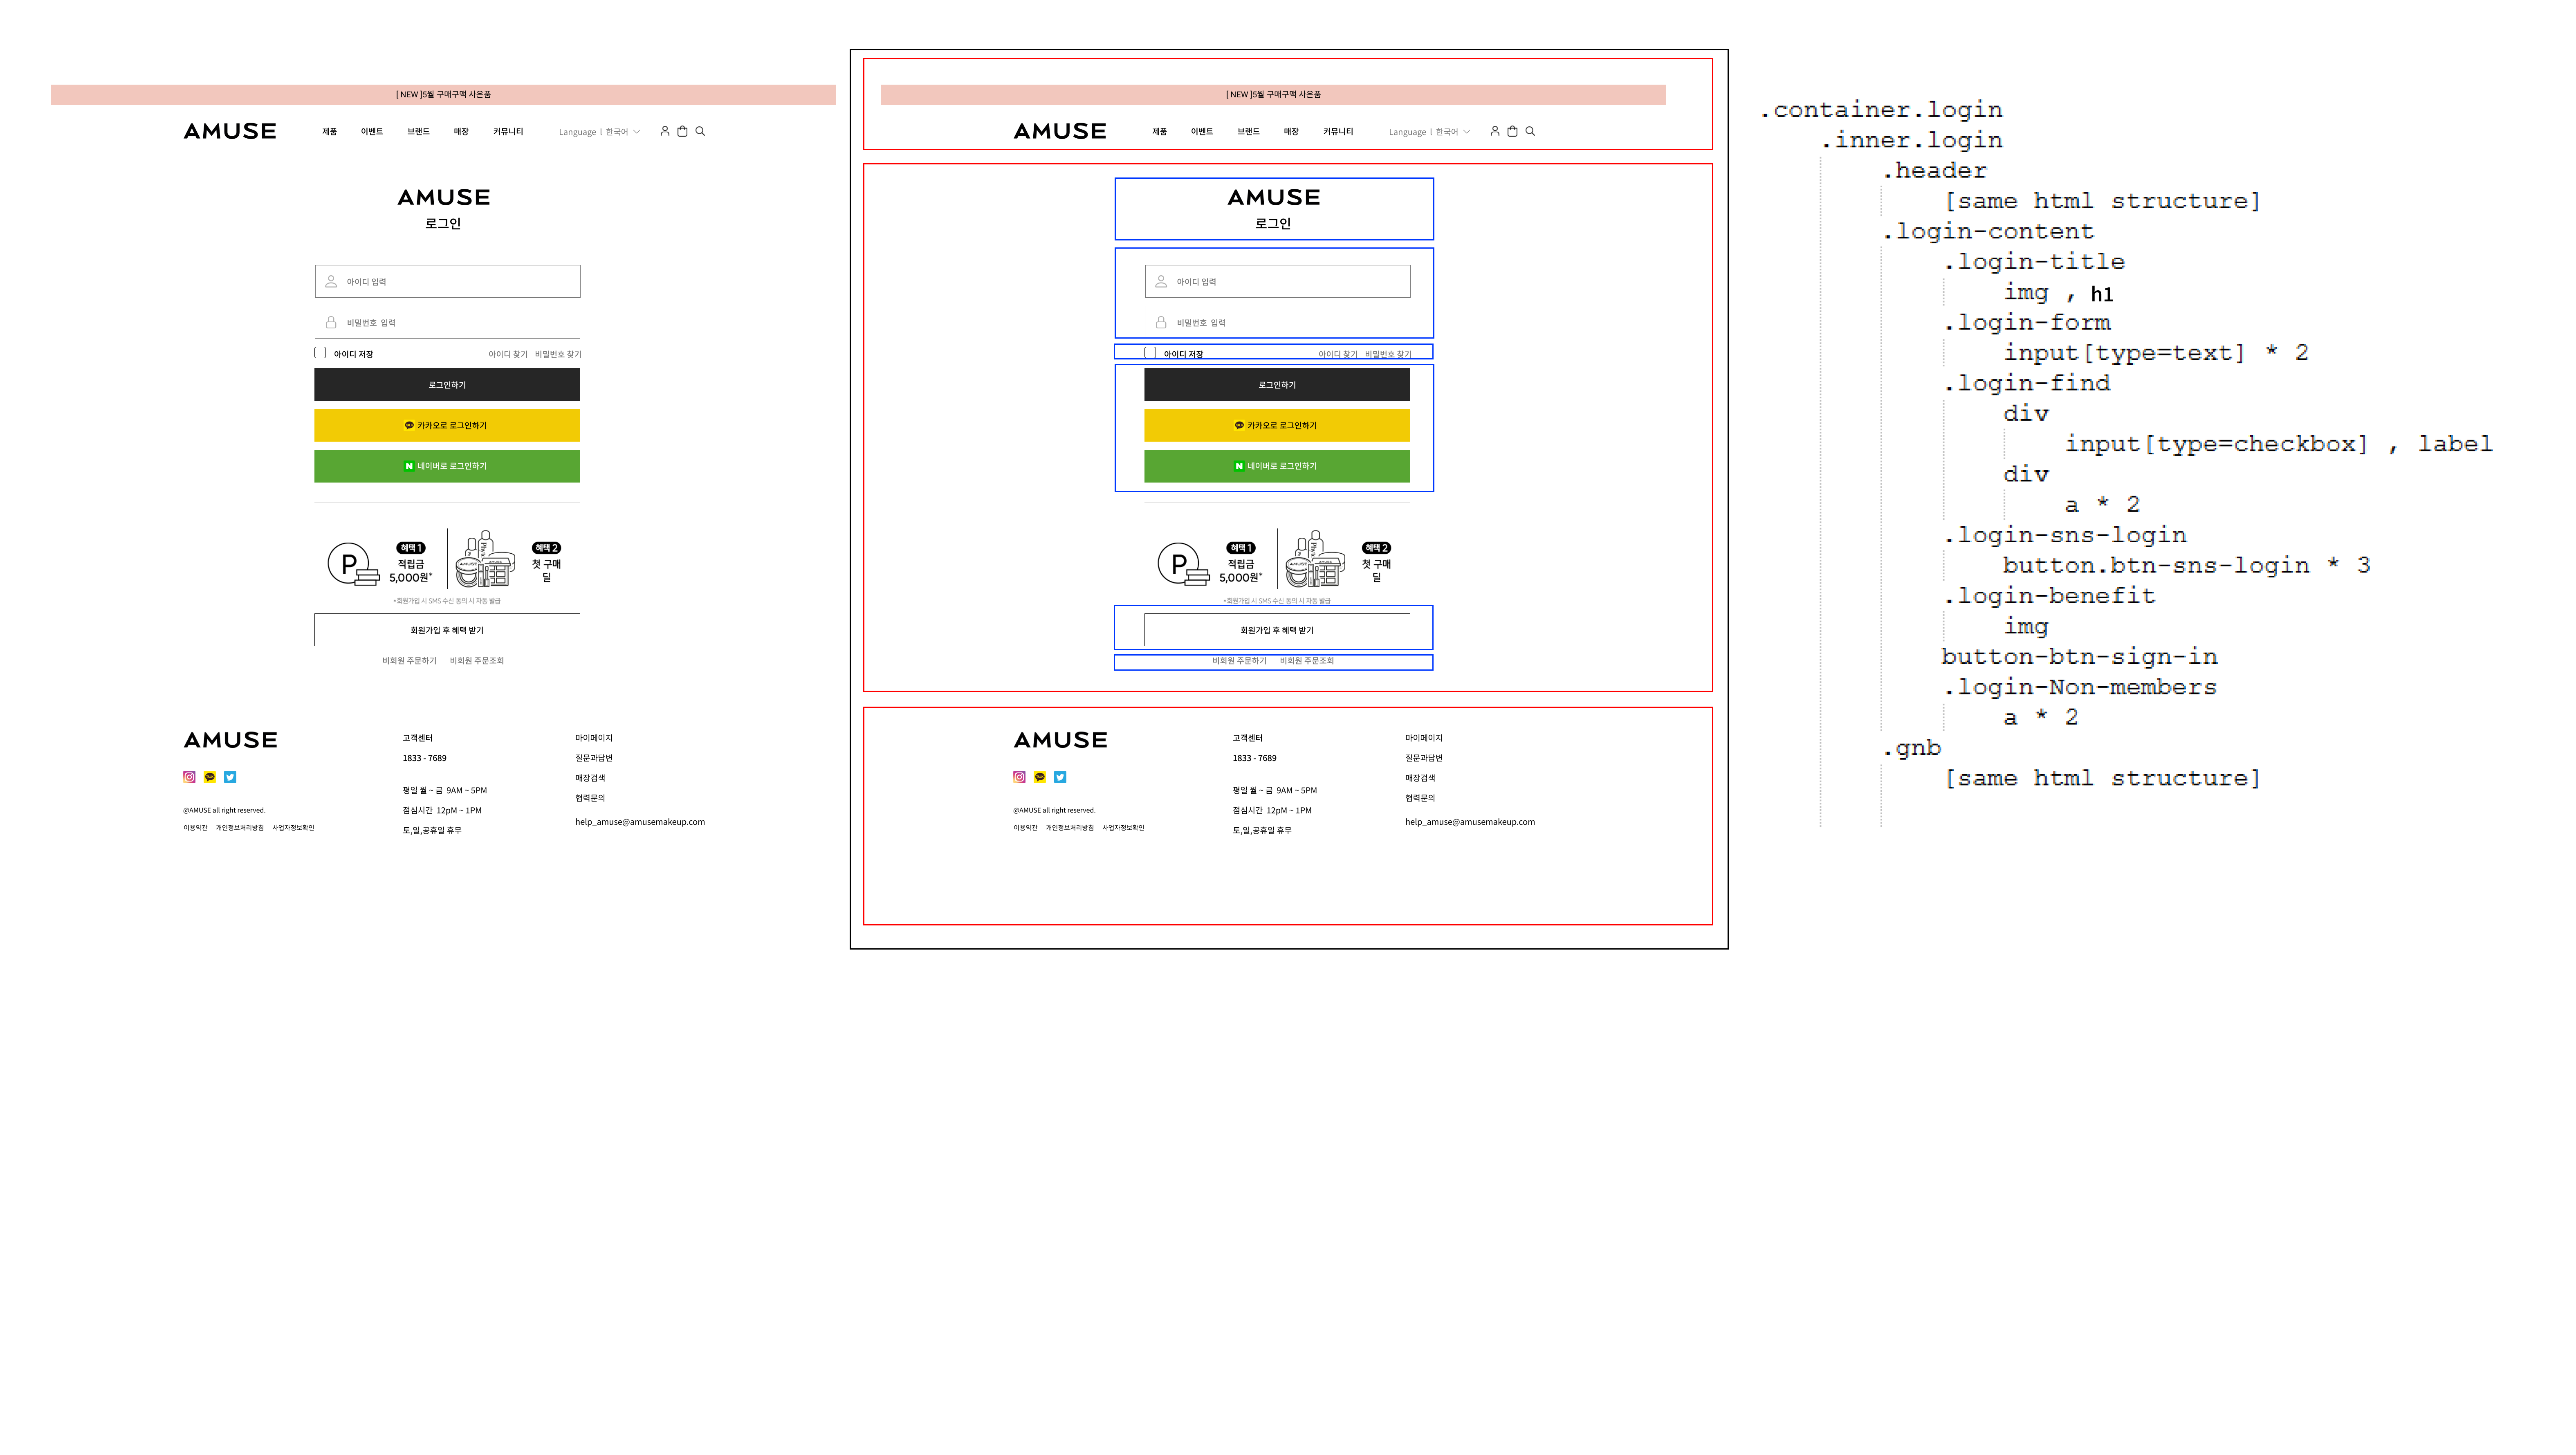 [ NEW ]5월 구매구액 사은품
AMUSE 제품 이벤트 브랜드 매장 커뮤니티 Language | 한국어
AMUSE
로그인
아이디 입력
비밀번호 입력
아이디 저장 아이디 찾기 비밀번호 찾기
로그인하기
카카오로 로그인하기
N 네이버로 로그인하기
P 혜택 1 적립금 5,000원* AMUSE 혜택 2 첫 구매 딜
*회원가입 시 SMS 수신 동의 시 자동 발급
회원가입 후 혜택 받기
비회원 주문하기 비회원 주문조회
AMUSE
@AMUSE all right reserved.
이용약관 개인정보처리방침 사업자정보확인
고객센터
1833 - 7689
평일 월 ~ 금 9AM ~ 5PM
점심시간 12pM ~ 1PM
토,일,공휴일 휴무
마이페이지
질문과답변
매장검색
협력문의
help_amuse@amusemakeup.com
[ NEW ]5월 구매구액 사은품
AMUSE 제품 이벤트 브랜드 매장 커뮤니티 Language | 한국어
AMUSE
로그인
아이디 입력
비밀번호 입력
아이디 저장 아이디 찾기 비밀번호 찾기
로그인하기
카카오로 로그인하기
N 네이버로 로그인하기
P 혜택 1 적립금 5,000원* AMUSE 혜택 2 첫 구매 딜
*회원가입 시 SMS 수신 동의 시 자동 발급
회원가입 후 혜택 받기
비회원 주문하기 비회원 주문조회
AMUSE
@AMUSE all right reserved.
이용약관 개인정보처리방침 사업자정보확인
고객센터
1833 - 7689
평일 월 ~ 금 9AM ~ 5PM
점심시간 12pM ~ 1PM
토,일,공휴일 휴무
마이페이지
질문과답변
매장검색
협력문의
help_amuse@amusemakeup.com
.container.login
.inner.login
.header
[same html structure]
.login-content
.login-title
img , h1
.login-form
input[type=text] * 2
.login-find
div
input[type=checkbox] , label
div
a * 2
.login-sns-login
button.btn-sns-login * 3
.login-benefit
img
button-btn-sign-in
.login-Non-members
a * 2
.gnb
[same html structure]